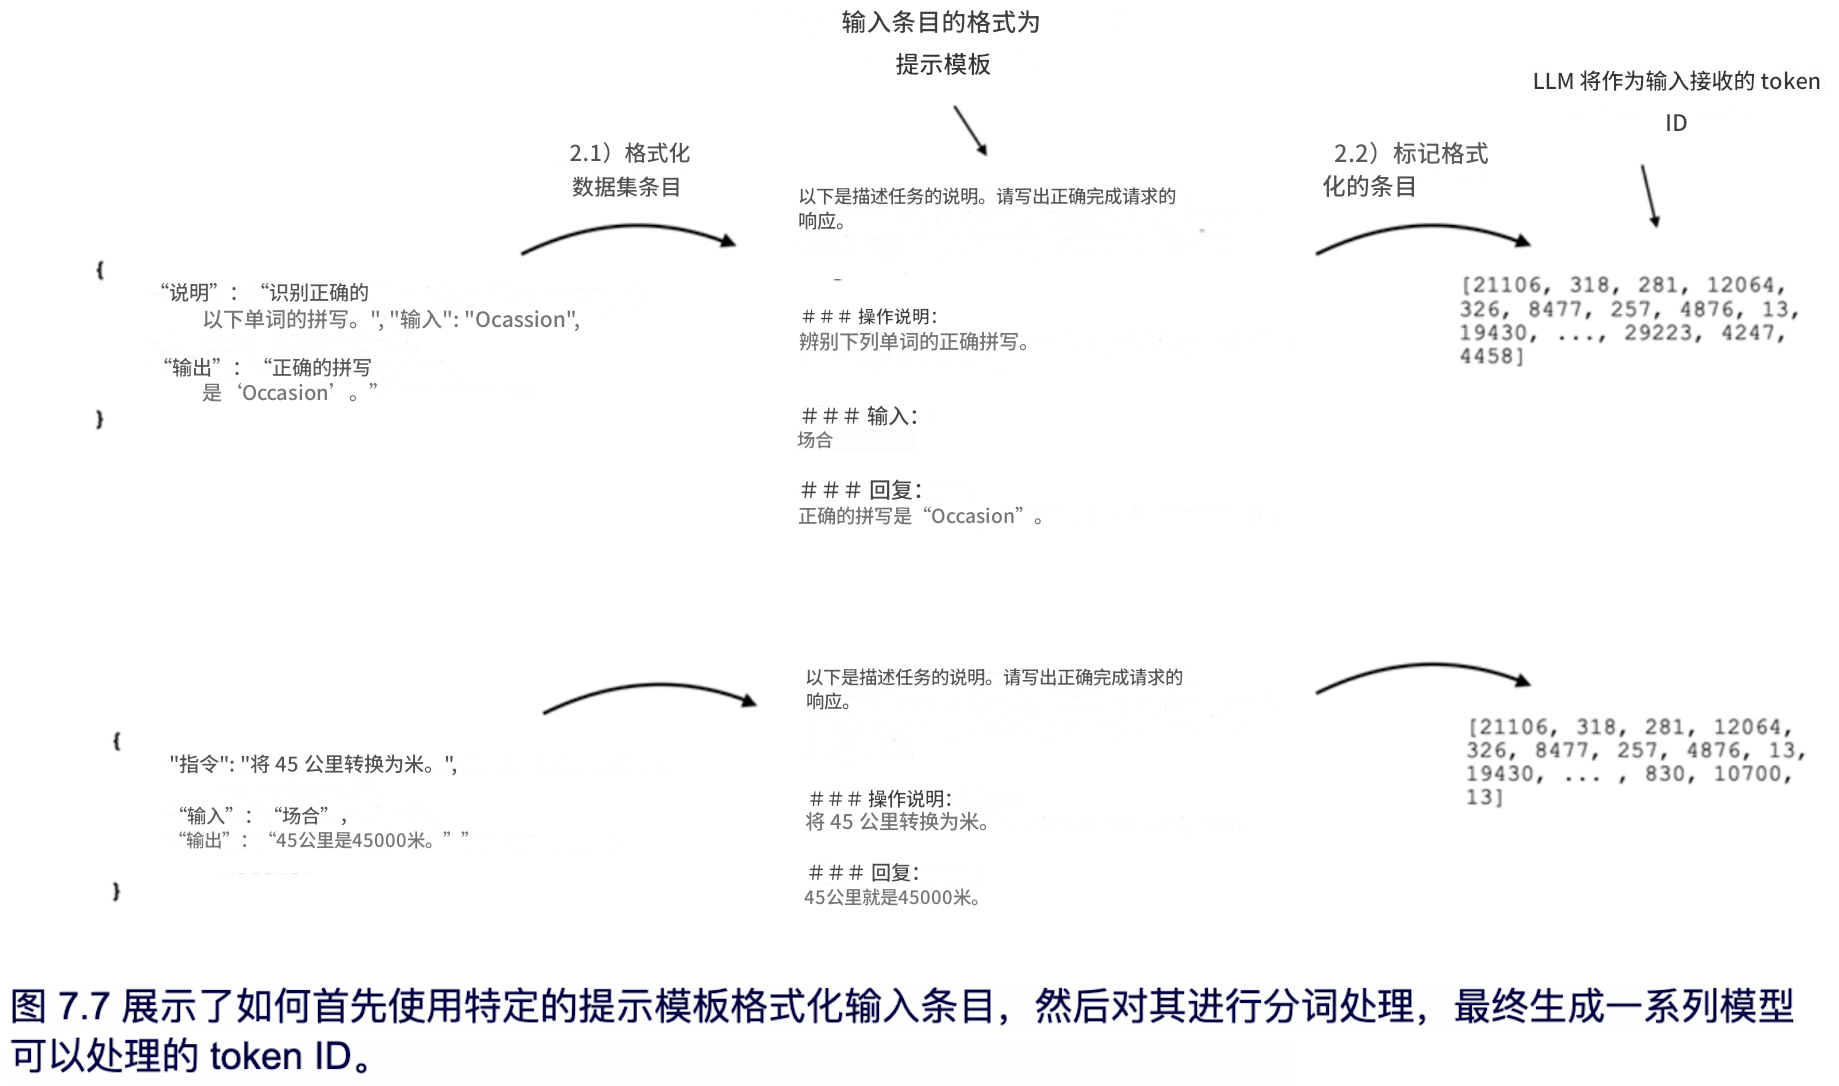 输入条目的格式为
提示模板
LLM 将作为输入接收的 token
ID
2.1）格式化
数据集条目
2.2）标记格式
化的条目
以下是描述任务的说明。请写出正确完成请求的
响应。
{
“说明”：“识别正确的
以下单词的拼写。", "输入": "Ocassion",
“输出”：“正确的拼写
是‘Occasion’。”
}
＃＃＃ 操作说明：
辨别下列单词的正确拼写。
＃＃＃ 输入：
场合
＃＃＃ 回复：
正确的拼写是“Occasion”。
[21106, 318, 281, 12064,
326, 8477, 257, 4876, 13,
19430, ..., 29223, 4247,
4458]
{
"指令": "将 45 公里转换为米。",
“输入”：“场合”，
“输出”：“45公里是45000米。””
}
以下是描述任务的说明。请写出正确完成请求的
响应。
＃＃＃ 操作说明：
将 45 公里转换为米。
＃＃＃ 回复：
45公里就是45000米。
[21106, 318, 281, 12064,
326, 8477, 257, 4876, 13,
19430, ... , 830, 10700,
13]
图 7.7 展示了如何首先使用特定的提示模板格式化输入条目，然后对其进行分词处理，最终生成一系列模型
可以处理的 token ID。